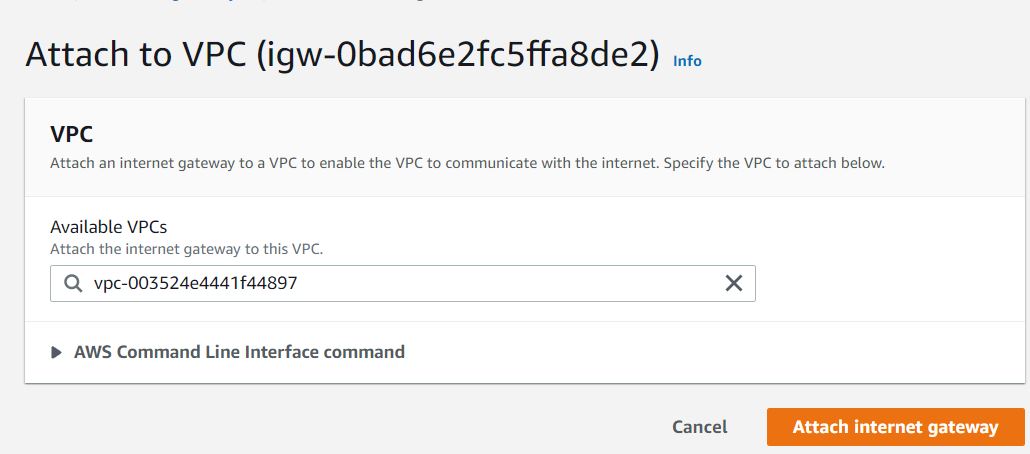 Attach to VPC (igw-0bad6e2fc5ffa8de2) Info
VPC
Attach an internet gateway to a VPC to enable the VPC to communicate with the internet. Specify the VPC to attach below.
Available VPCs
Attach the internet gateway to this VPC.
vpc-003524e4441f44897
AWS Command Line Interface command
Cancel Attach internet gateway